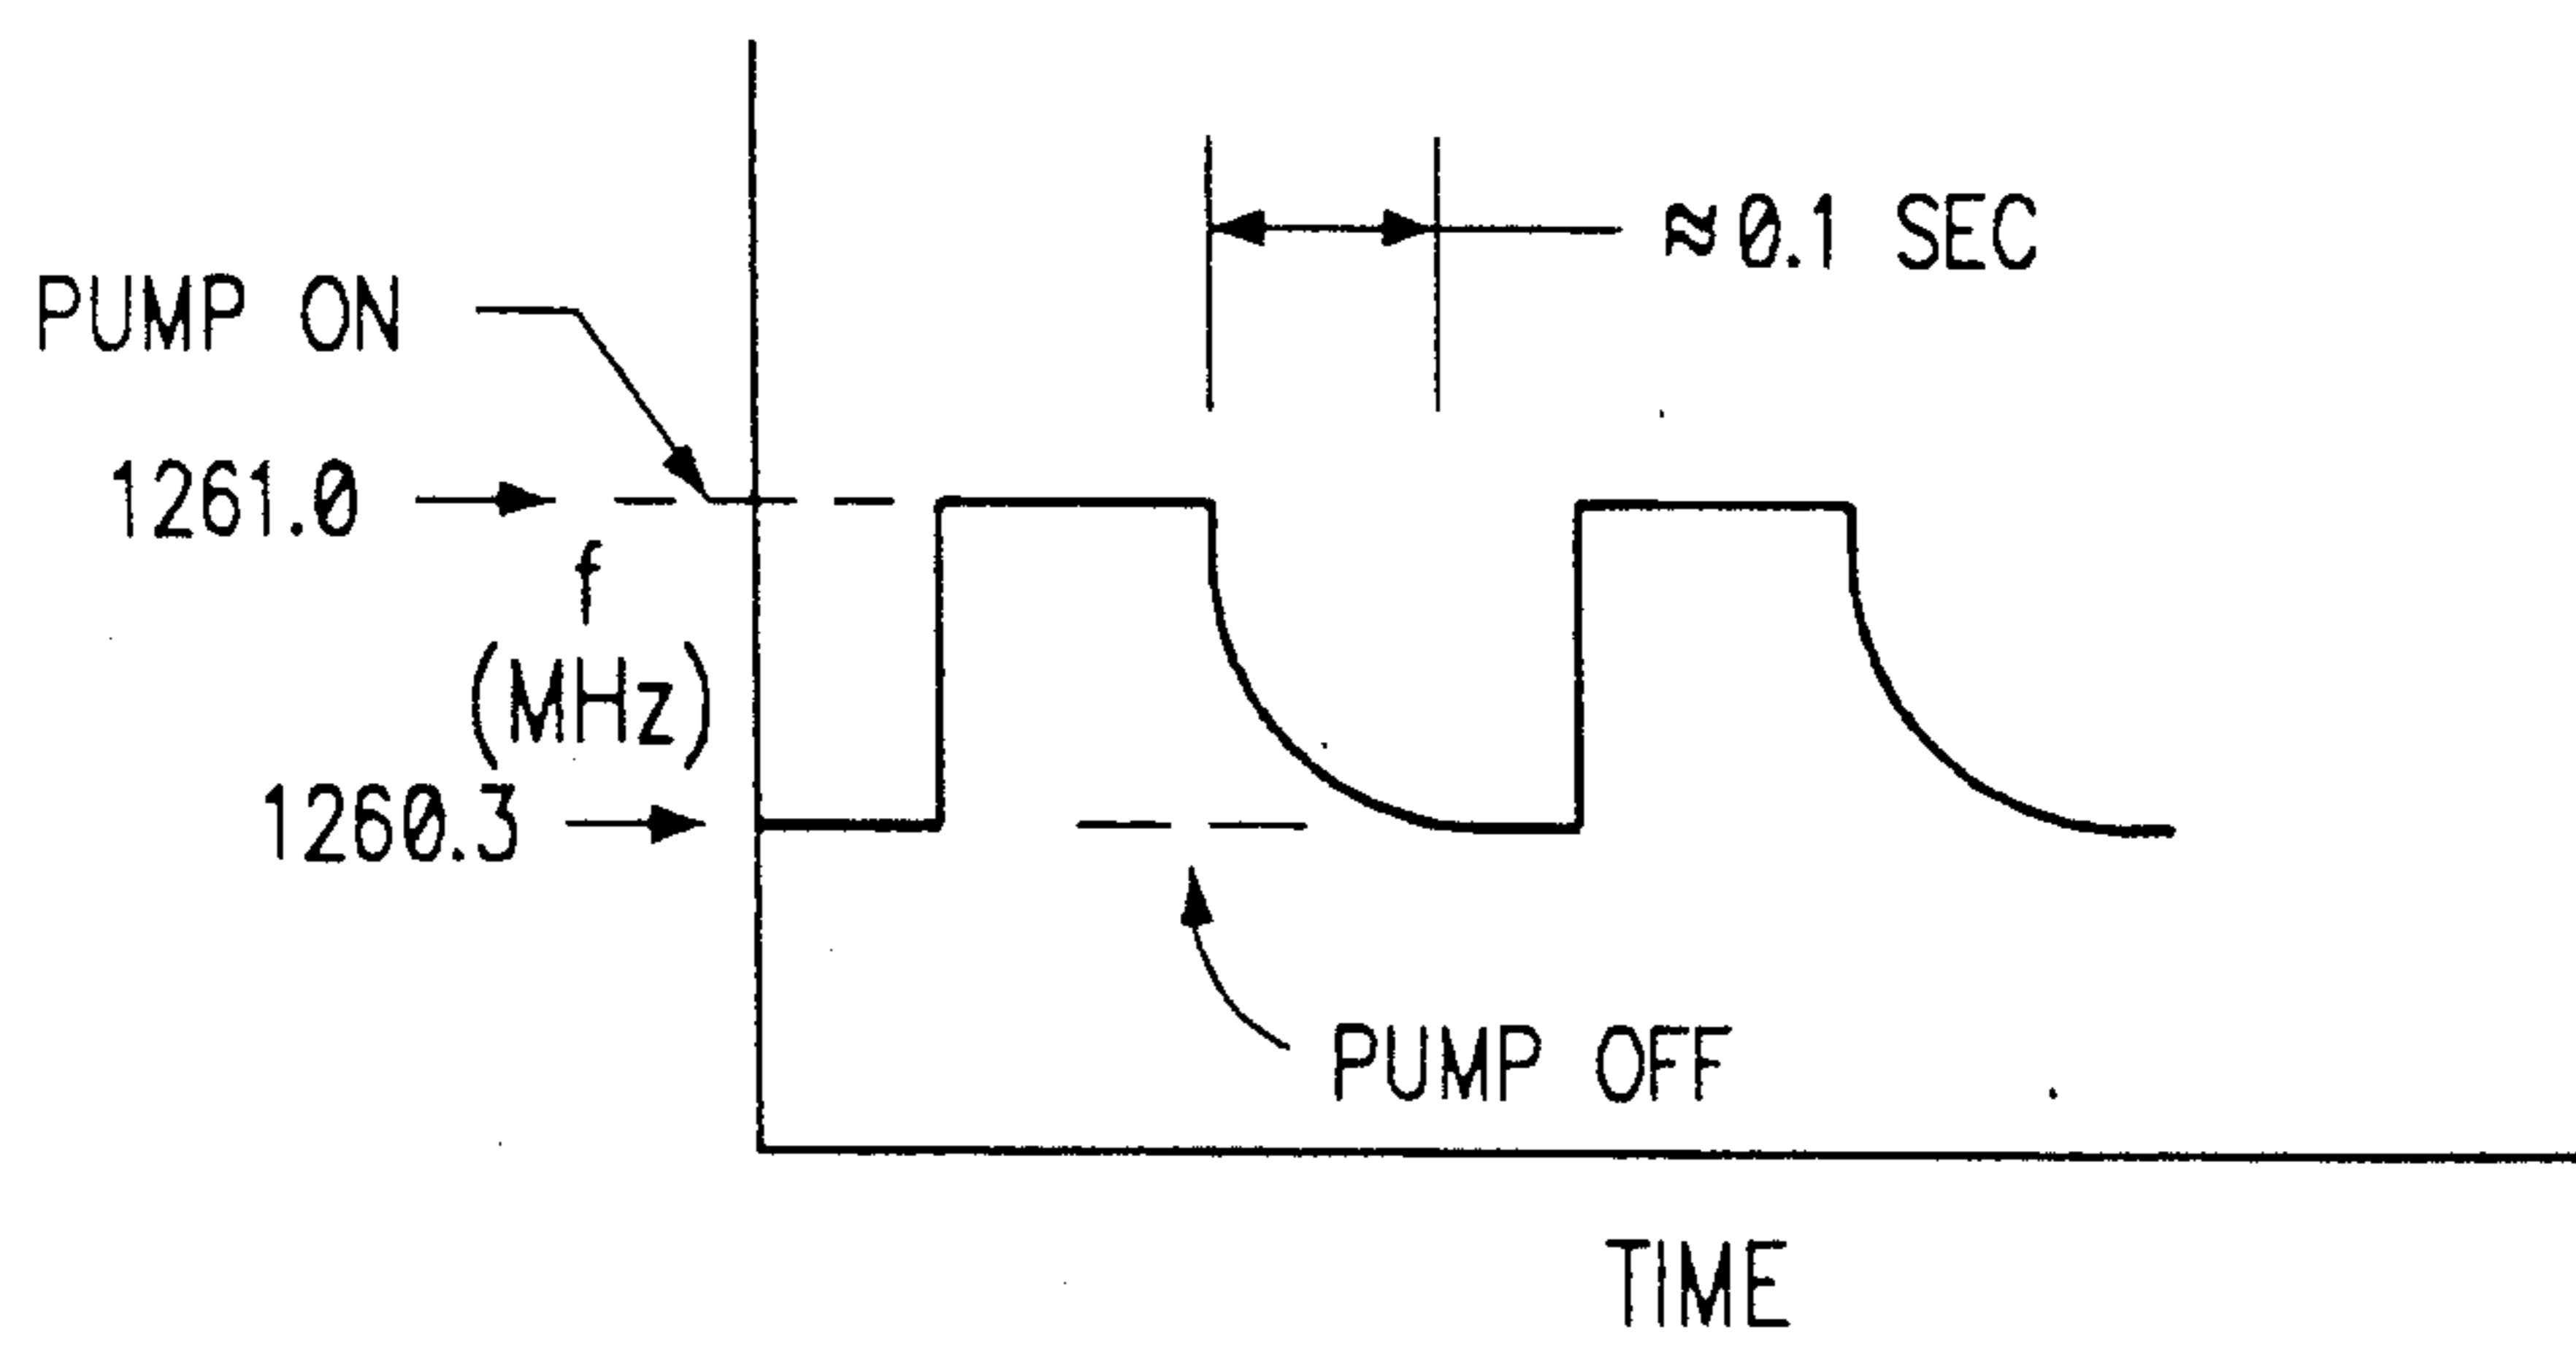 ≈0.1 SEC
PUMP ON
1261.0
f
(MHz)
1260.3
PUMP OFF
TIME